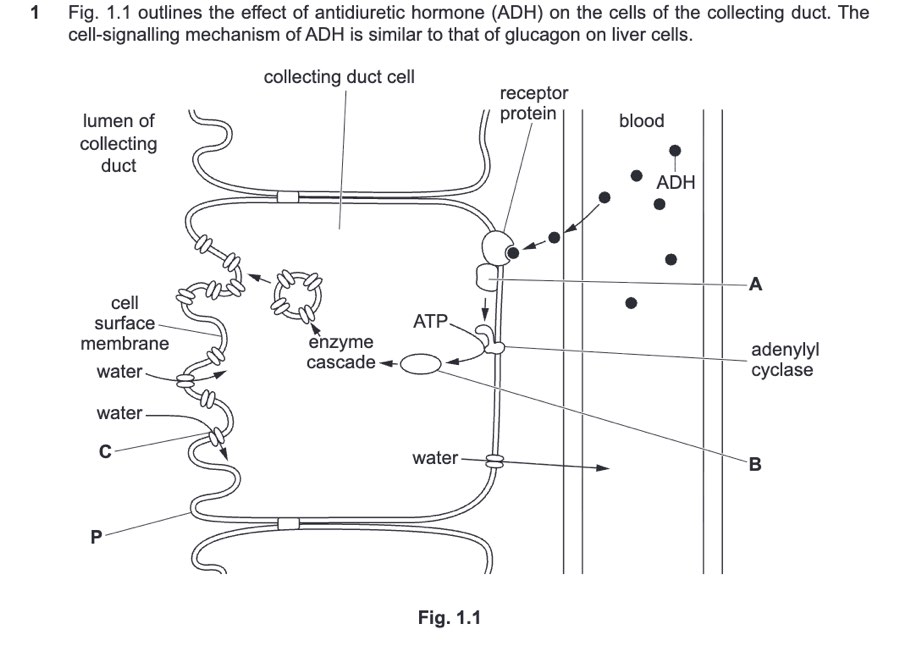 1 Fig. 1.1 outlines the effect of antidiuretic hormone (ADH) on the cells of the collecting duct. The
cell-signalling mechanism of ADH is similar to that of glucagon on liver cells.
collecting duct cell
receptor
protein
lumen of
collecting
duct
blood
ADH
A
cell
surface
membrane
ATP
enzyme
cascade
adenylyl
cyclase
water
water
C
water
B
P
Fig. 1.1